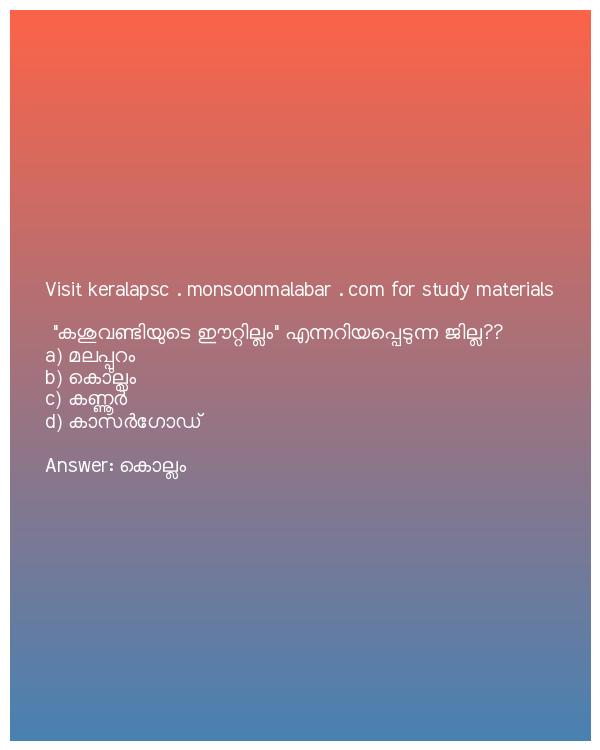 Visit keralapsc . monsoonmalabar . com for study materials
"കശുവണ്ടിയുടെ ഈറ്റില്ലം" എന്നറിയപ്പെടുന്ന ജില്ല??
a) മലപ്പുറം
b) കൊല്ലം
c) കണ്ണൂർ
d) കാസർഗോഡ്
Answer: കൊല്ലം